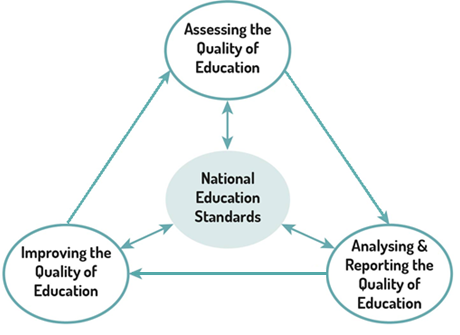 Assessing the
Quality of
Education
National
Education
Standards
Improving the
Quality of
Education
Analysing &
Reporting the
Quality of
Education